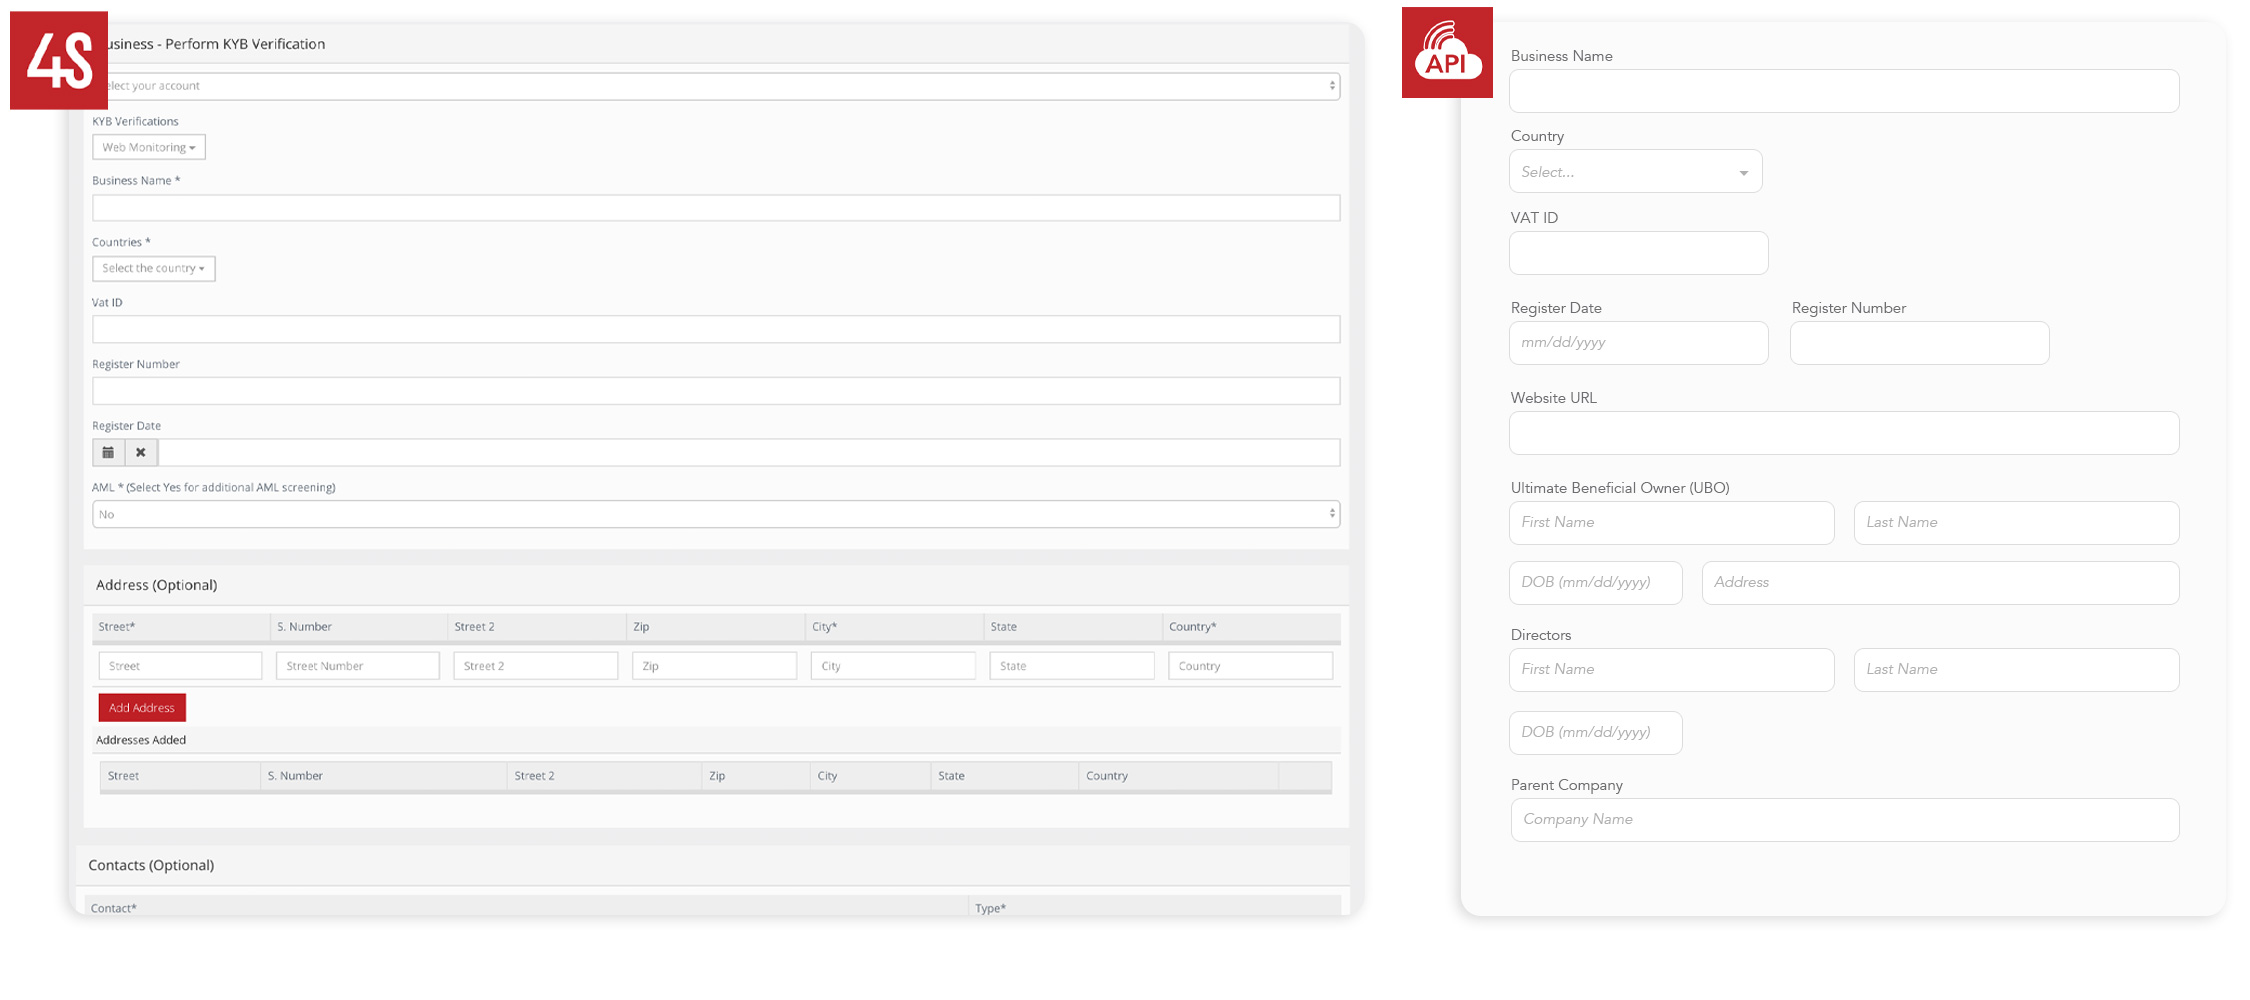 4S
usiness - Perform KYB Verification
elect your account
KYB Verifications
Web Monitoring
Business Name *
Countries *
Select the country
Vat ID
Register Number
Register Date
AML * (Select Yes for additional AML screening)
No
Address (Optional)
Street* S. Number Street 2 Zip City* State Country*
Street Street Number Street 2 Zip City State Country
Add Address
Addresses Added
Street S. Number Street 2 Zip City State Country
Contacts (Optional)
Contact* Type*
API
Business Name
Country
Select...
VAT ID
Register Date Register Number
mm/dd/yyyy
Website URL
Ultimate Beneficial Owner (UBO)
First Name Last Name
DOB (mm/dd/yyyy) Address
Directors
First Name Last Name
DOB (mm/dd/yyyy)
Parent Company
Company Name